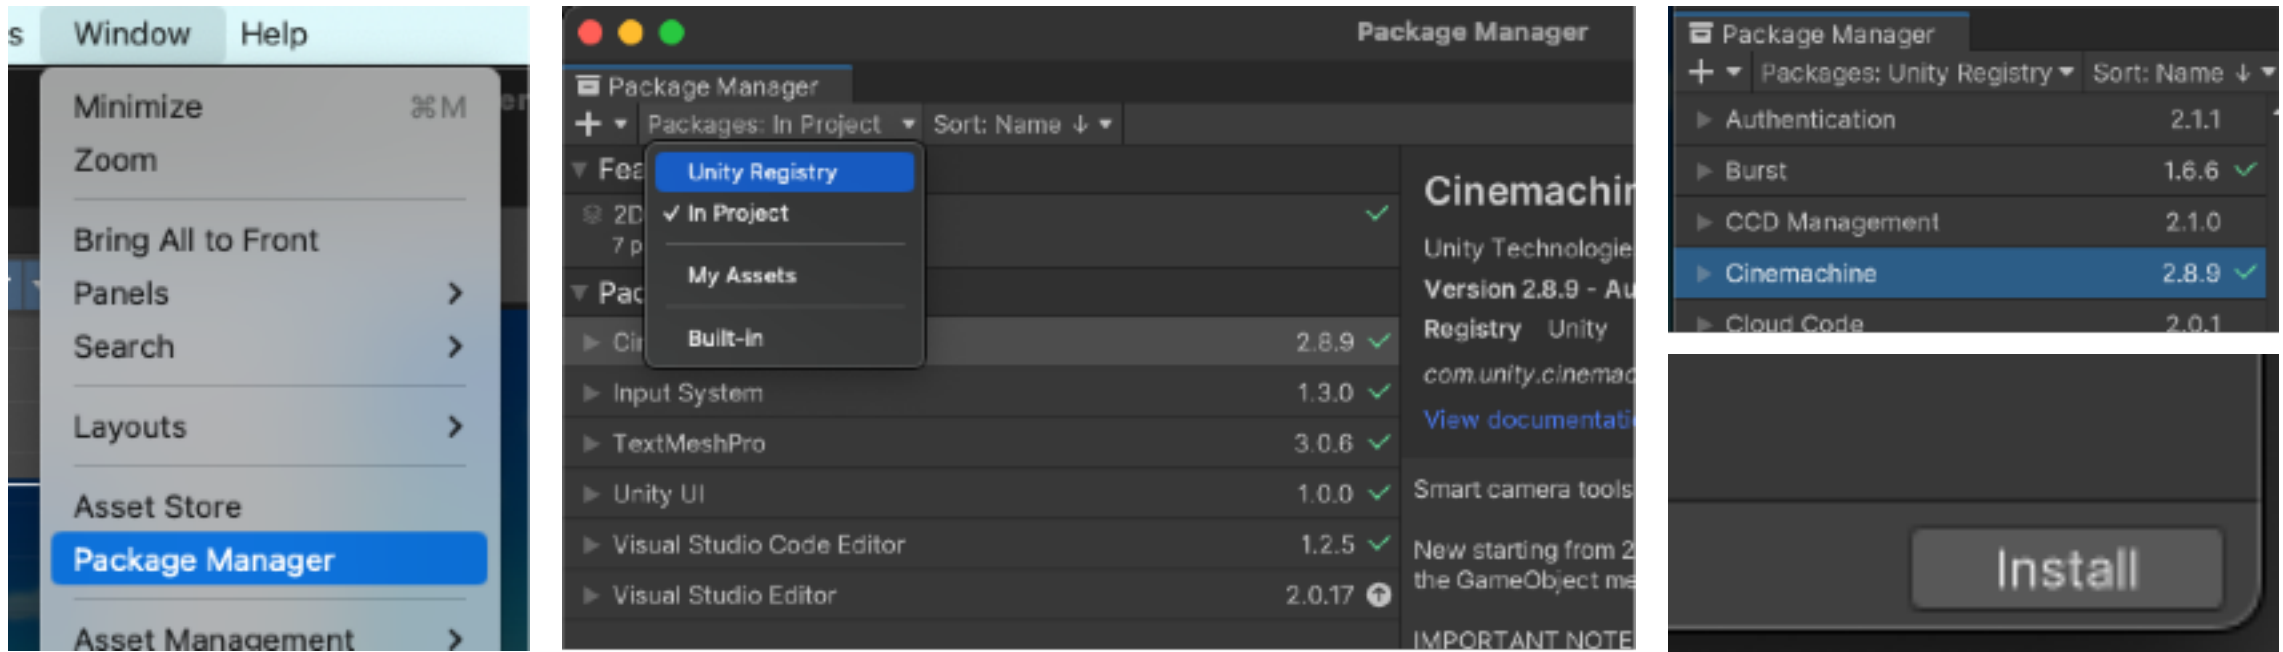 s Window Help
Minimize ⌘M
Zoom
Bring All to Front
Panels
Search
Layouts
Asset Store
Package Manager
Asset Management
Package Manager
Package Manager
Packages: In Project Sort: Name ↓
Unity Registry
✓ In Project
My Assets
Built-in
Fea
2D
7 p
Pac
Cin 2.8.9 ✓
Input System 1.3.0 ✓
TextMeshPro 3.0.6 ✓
Unity UI 1.0.0 ✓
Visual Studio Code Editor 1.2.5 ✓
Visual Studio Editor 2.0.17
Cinemachin
Unity Technologie
Version 2.8.9 - Au
Registry Unity
com.unity.cinemac
View documentati
Smart camera tools
New starting from 2
the GameObject me
IMPORTANT NOTE
Package Manager
Packages: Unity Registry Sort: Name ↓
Authentication 2.1.1
Burst 1.6.6 ✓
CCD Management 2.1.0
Cinemachine 2.8.9 ✓
Cloud Code 2.0.1
Install